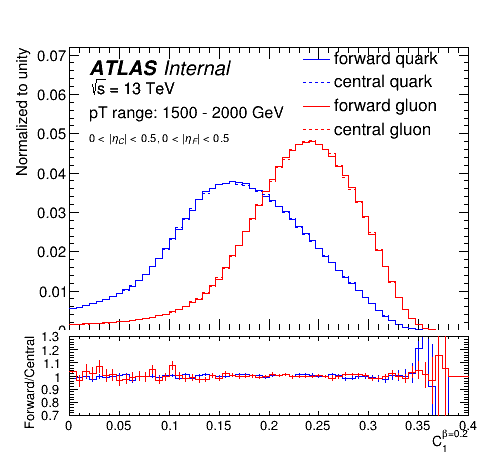 ATLAS Internal
√s = 13 TeV
pT range: 1500 - 2000 GeV
0 < |η_C| < 0.5, 0 < |η_F| < 0.5
forward quark
central quark
forward gluon
central gluon
Normalized to unity
0.07
0.06
0.05
0.04
0.03
0.02
0.01
0
Forward/Central
1.3
1.2
1.1
1
0.9
0.8
0.7
0 0.05 0.1 0.15 0.2 0.25 0.3 0.35 0.4
C_1^{β=0.2}